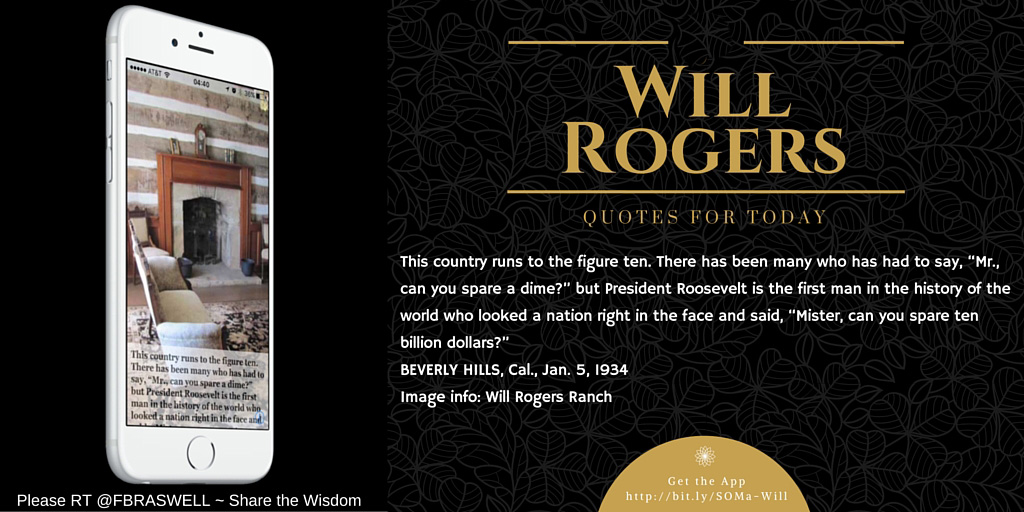 AT&T
04:40
36%
This country runs to the figure ten.
There has been many who has had to
say, “Mr., can you spare a dime?”
but President Roosevelt is the first
man in the history of the world who
looked a nation right in the face and
Please RT @FBRASWELL ~ Share the Wisdom
WILL
ROGERS
QUOTES FOR TODAY
This country runs to the figure ten. There has been many who has had to say, “Mr.,
can you spare a dime?” but President Roosevelt is the first man in the history of the
world who looked a nation right in the face and said, “Mister, can you spare ten
billion dollars?”
BEVERLY HILLS, Cal., Jan. 5, 1934
Image info: Will Rogers Ranch
Get the App
http://bit.ly/SOMa-Will